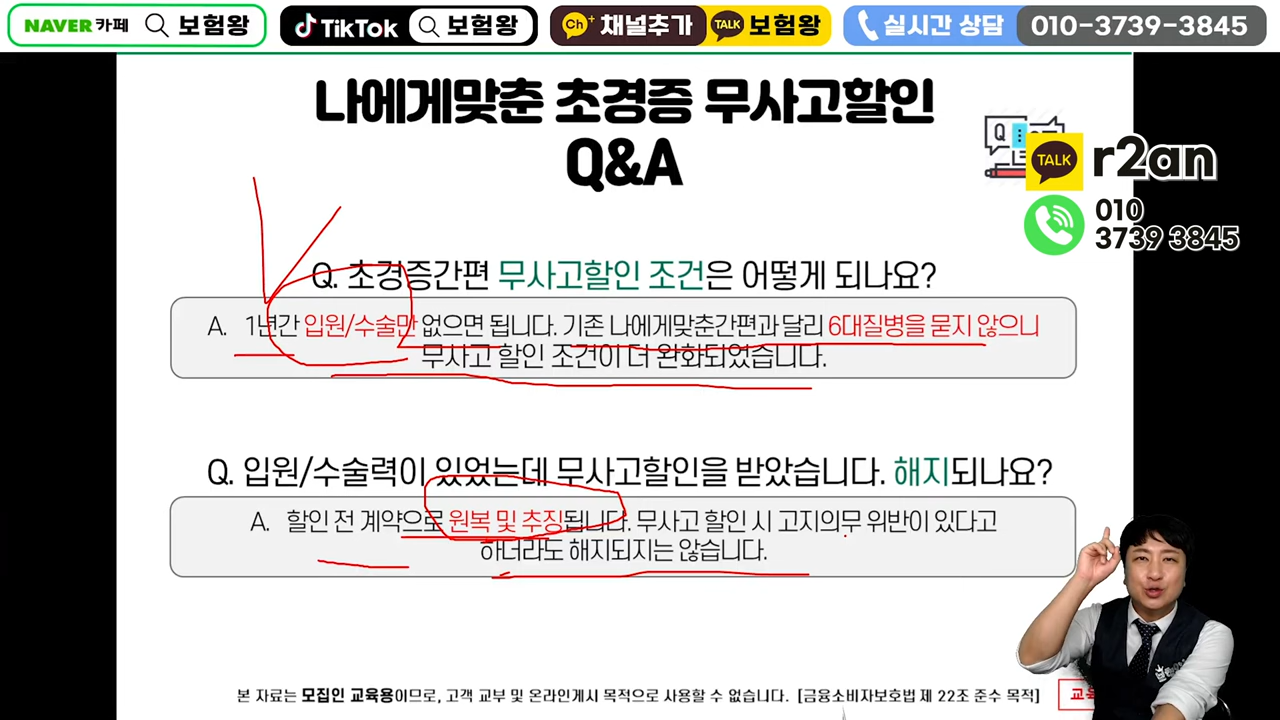 NAVER 카페 보험왕 TikTok 보험왕 Ch+ 채널추가 TALK 보험왕 실시간 상담 010-3739-3845
나에게맞춘 초경증 무사고할인
Q&A
Q
TALK r2an
010
3739 3845
Q. 초경증간편 무사고할인 조건은 어떻게 되나요?
A. 1년간 입원/수술만 없으면 됩니다. 기존 나에게맞춘간편과 달리 6대질병을 묻지 않으니
무사고 할인 조건이 더 완화되었습니다.
Q. 입원/수술력이 있었는데 무사고할인을 받았습니다. 해지되나요?
A. 할인 전 계약으로 원복 및 추징됩니다. 무사고 할인 시 고지의무 위반이 있다고
하더라도 해지되지는 않습니다.
본 자료는 모집인 교육용이므로, 고객 교부 및 온라인게시 목적으로 사용할 수 없습니다. [금융소비자보호법 제 22조 준수 목적]